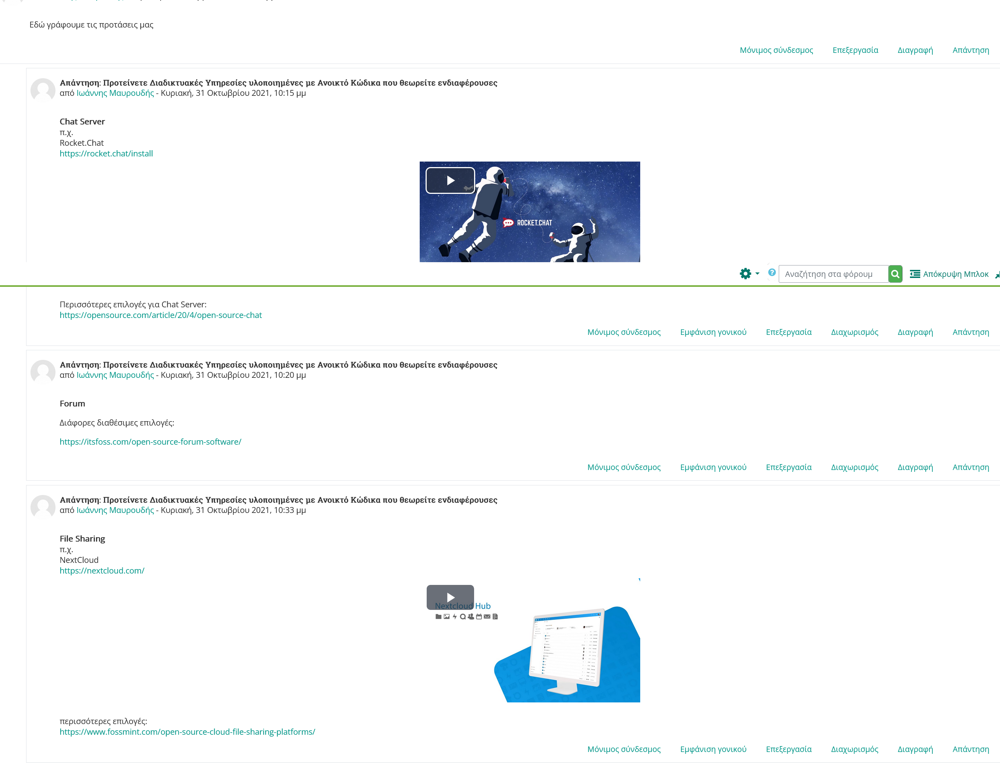 Εδώ γράφουμε τις προτάσεις μας
Μόνιμος σύνδεσμος Επεξεργασία Διαγραφή Απάντηση
Απάντηση: Προτείνετε Διαδικτυακές Υπηρεσίες υλοποιημένες με Ανοικτό Κώδικα που θεωρείτε ενδιαφέρουσες
από Ιωάννης Μαυρουδής - Κυριακή, 31 Οκτωβρίου 2021, 10:15 μμ
Chat Server
π.χ.
Rocket.Chat
https://rocket.chat/install
ROCKET.CHAT
Αναζήτηση στα φόρουμ Απόκρυψη Μπλοκ
Περισσότερες επιλογές για Chat Server:
https://opensource.com/article/20/4/open-source-chat
Μόνιμος σύνδεσμος Εμφάνιση γονικού Επεξεργασία Διαχωρισμός Διαγραφή Απάντηση
Απάντηση: Προτείνετε Διαδικτυακές Υπηρεσίες υλοποιημένες με Ανοικτό Κώδικα που θεωρείτε ενδιαφέρουσες
από Ιωάννης Μαυρουδής - Κυριακή, 31 Οκτωβρίου 2021, 10:20 μμ
Forum
Διάφορες διαθέσιμες επιλογές:
https://itsfoss.com/open-source-forum-software/
Μόνιμος σύνδεσμος Εμφάνιση γονικού Επεξεργασία Διαχωρισμός Διαγραφή Απάντηση
Απάντηση: Προτείνετε Διαδικτυακές Υπηρεσίες υλοποιημένες με Ανοικτό Κώδικα που θεωρείτε ενδιαφέρουσες
από Ιωάννης Μαυρουδής - Κυριακή, 31 Οκτωβρίου 2021, 10:33 μμ
File Sharing
π.χ.
NextCloud
https://nextcloud.com/
Nextcloud Hub
περισσότερες επιλογές:
https://www.fossmint.com/open-source-cloud-file-sharing-platforms/
Μόνιμος σύνδεσμος Εμφάνιση γονικού Επεξεργασία Διαχωρισμός Διαγραφή Απάντηση